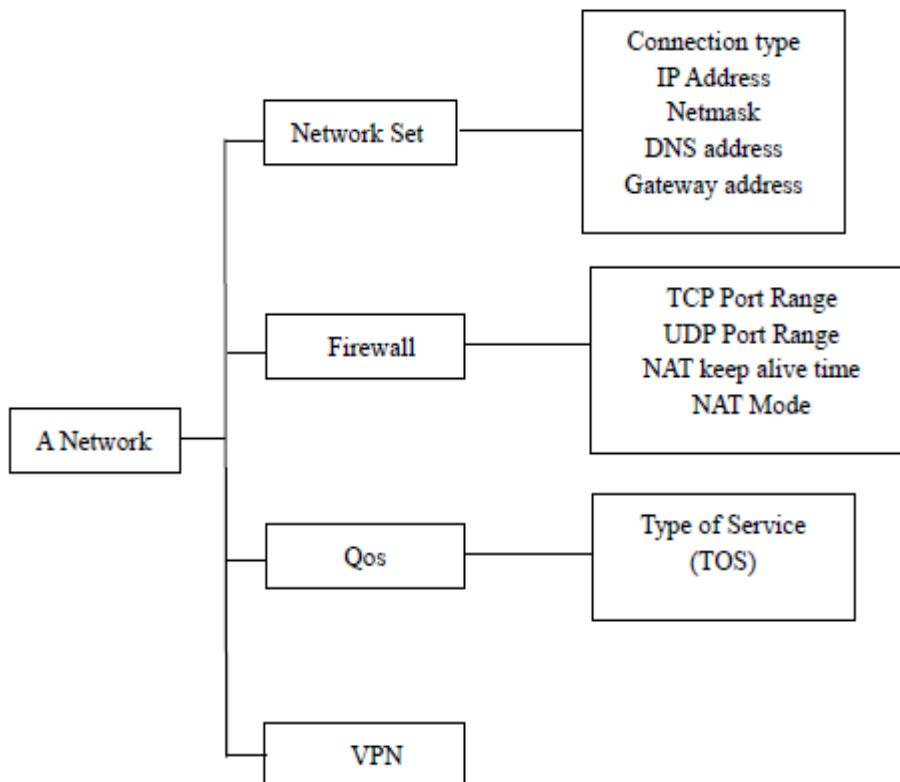 Connection type
IP Address
Netmask
DNS address
Gateway address
Network Set
TCP Port Range
UDP Port Range
NAT keep alive time
NAT Mode
Firewall
A Network
Type of Service
(TOS)
Qos
VPN